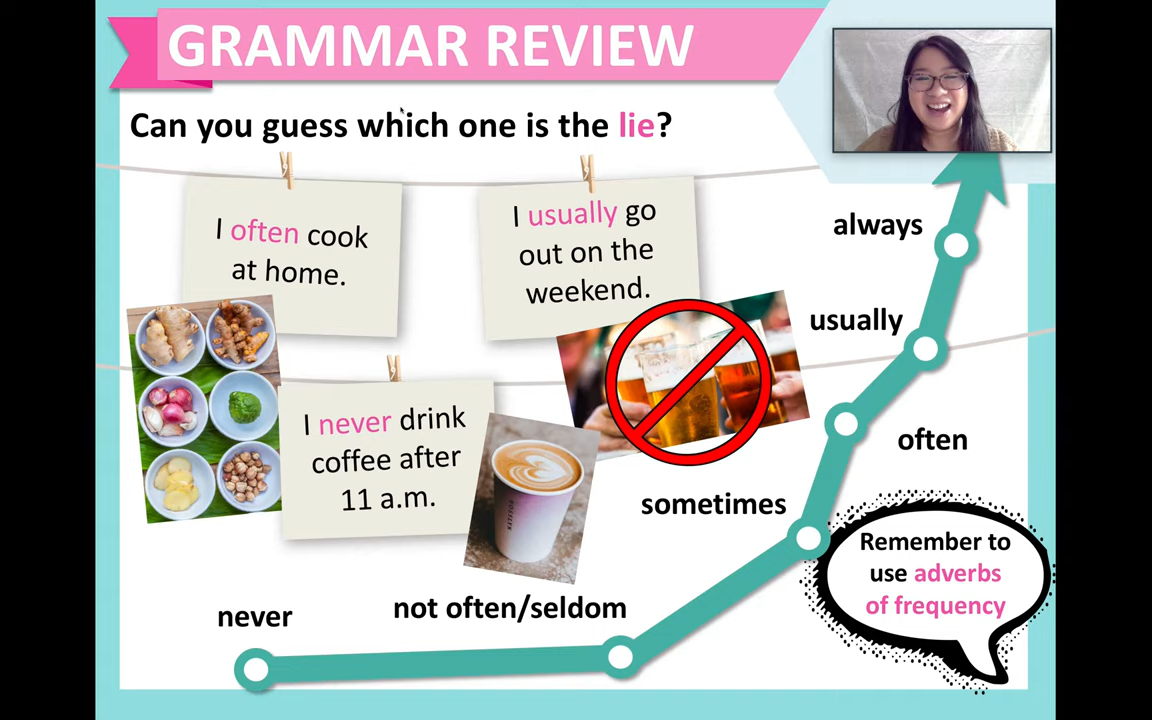 GRAMMAR REVIEW
Can you guess which one is the lie?
I often cook
at home.
I usually go
out on the
weekend.
I never drink
coffee after
11 a.m.
always
usually
often
sometimes
not often/seldom
never
Remember to
use adverbs
of frequency